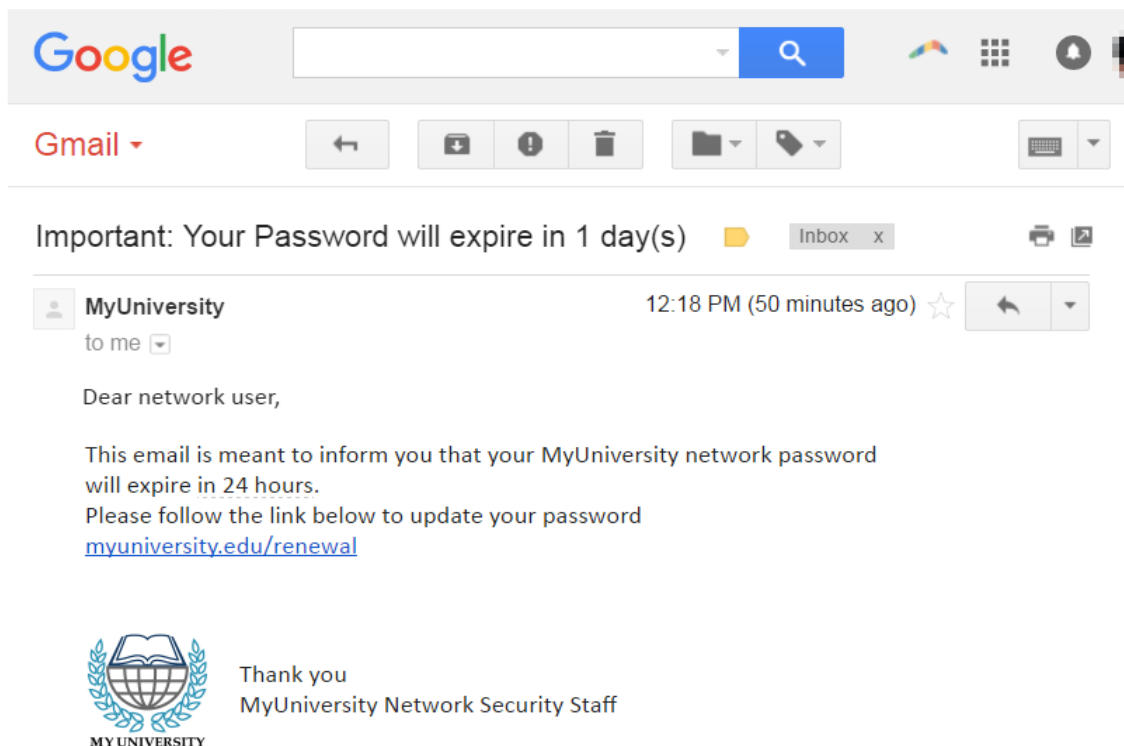 Google
Gmail
Important: Your Password will expire in 1 day(s) Inbox x
MyUniversity 12:18 PM (50 minutes ago)
to me
Dear network user,
This email is meant to inform you that your MyUniversity network password
will expire in 24 hours.
Please follow the link below to update your password
myuniversity.edu/renewal
Thank you
MyUniversity Network Security Staff
MY UNIVERSITY